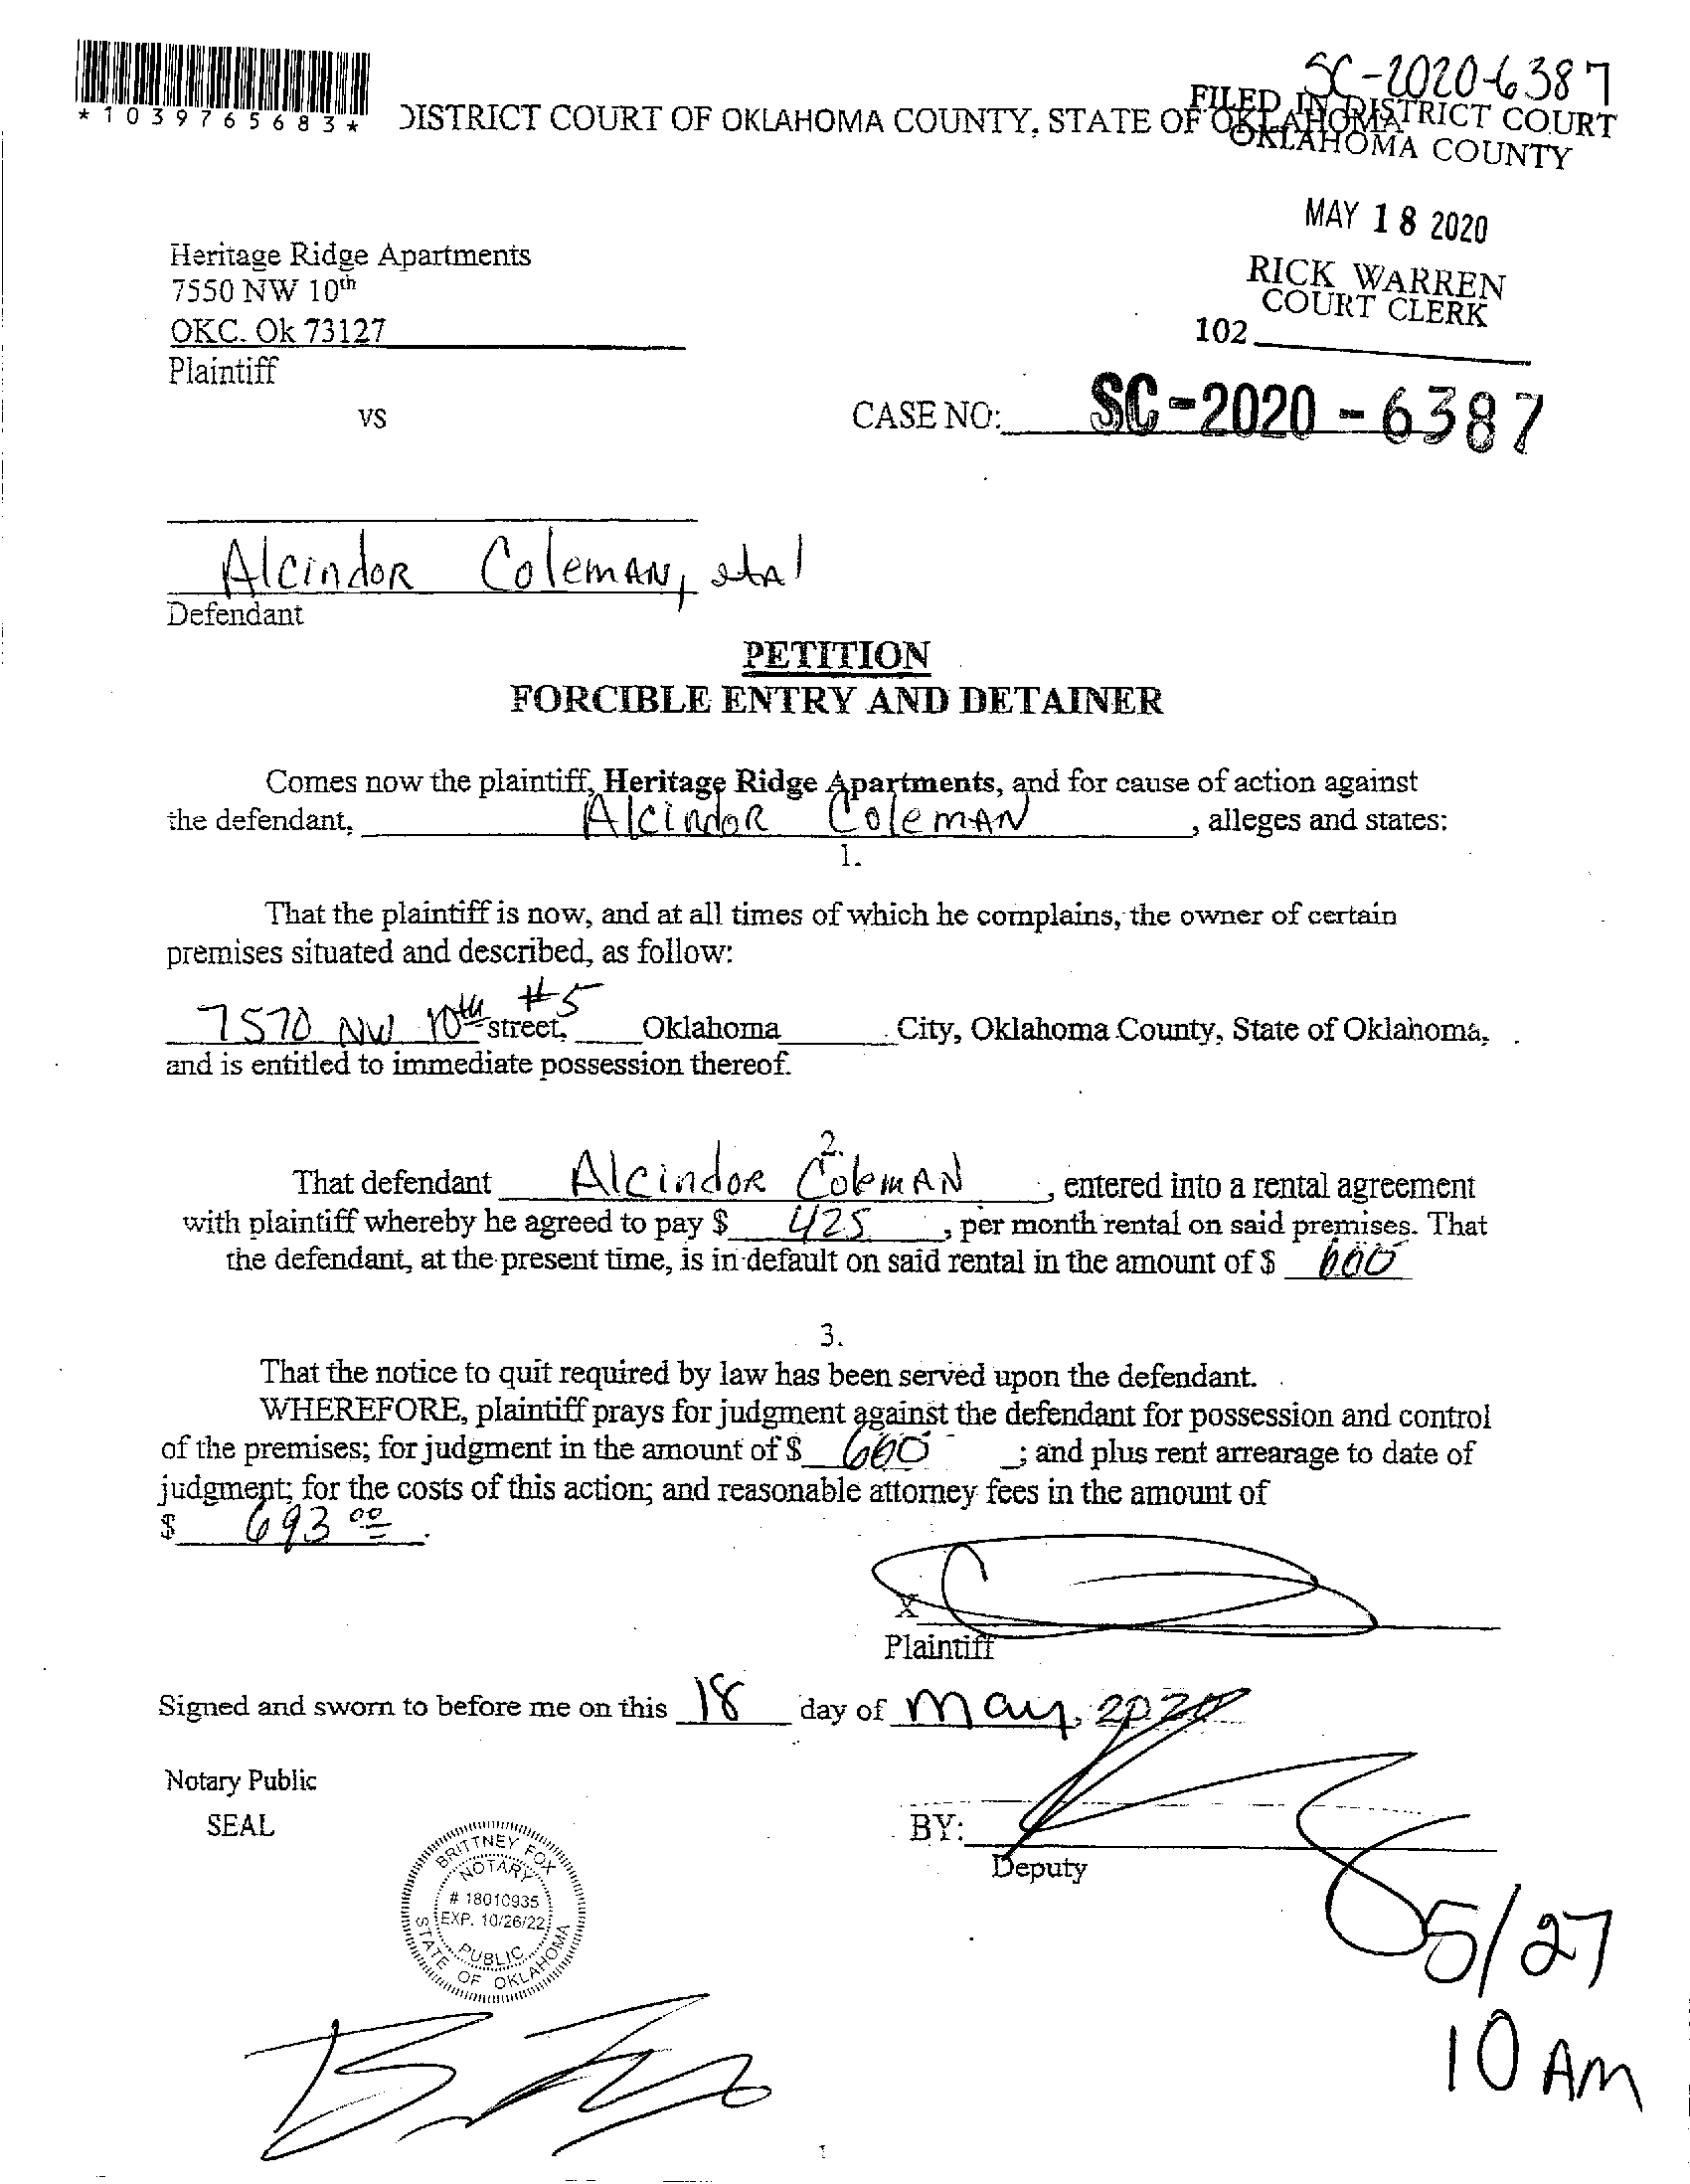 SC-2020-6387
*1039765683* DISTRICT COURT OF OKLAHOMA COUNTY, STATE OF OKLAHOMA
FILED IN DISTRICT COURT
OKLAHOMA COUNTY
MAY 18 2020
RICK WARREN
COURT CLERK
102
Heritage Ridge Apartments
7550 NW 10th
OKC. Ok 73127
Plaintiff
vs
CASE NO: SC-2020-6387
Alcindor Coleman, etal
Defendant
PETITION
FORCIBLE ENTRY AND DETAINER
Comes now the plaintiff, Heritage Ridge Apartments, and for cause of action against
the defendant, Alcindor Coleman, alleges and states:
1.
That the plaintiff is now, and at all times of which he complains, the owner of certain
premises situated and described, as follow:
7570 NW 10th #5 street, Oklahoma City, Oklahoma County, State of Oklahoma,
and is entitled to immediate possession thereof.
2.
That defendant Alcindor Coleman, entered into a rental agreement
with plaintiff whereby he agreed to pay $ 425, per month rental on said premises. That
the defendant, at the present time, is in default on said rental in the amount of $
3.
That the notice to quit required by law has been served upon the defendant.
WHEREFORE, plaintiff prays for judgment against the defendant for possession and control
of the premises; for judgment in the amount of $ ; and plus rent arrearage to date of
judgment; for the costs of this action; and reasonable attorney fees in the amount of
$ 693 00.
X
Plaintiff
Signed and sworn to before me on this 18 day of May, 2020
Notary Public
SEAL
BY:
Deputy
BRITTNEY FOX
NOTARY
# 18010935
EXP. 10/26/22
PUBLIC
STATE OF OKLAHOMA
5/27
10 AM
1